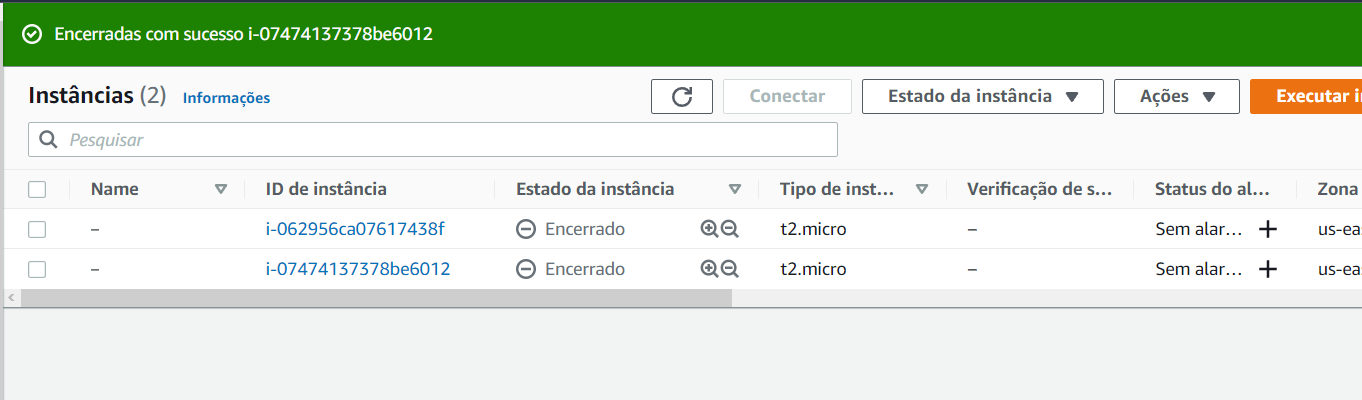 Encerradas com sucesso i-07474137378be6012
Instâncias (2) Informações Conectar Estado da instância Ações Executar
Pesquisar
Name ID de instância Estado da instância Tipo de inst... Verificação de s... Status do al... Zona
– i-062956ca07617438f Encerrado t2.micro – Sem alar... us-eas
– i-07474137378be6012 Encerrado t2.micro – Sem alar... us-eas